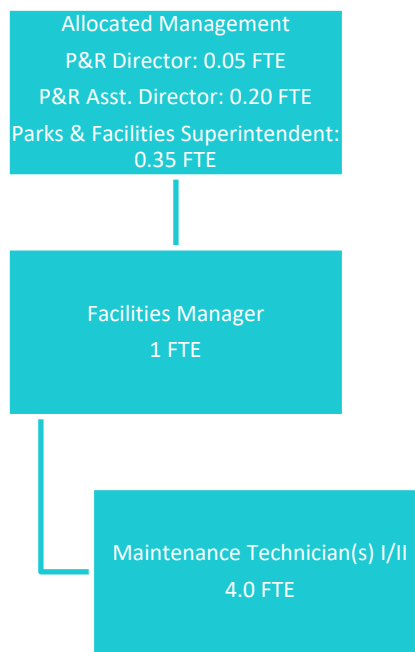 Allocated Management
P&R Director: 0.05 FTE
P&R Asst. Director: 0.20 FTE
Parks & Facilities Superintendent:
0.35 FTE
Facilities Manager
1 FTE
Maintenance Technician(s) I/II
4.0 FTE